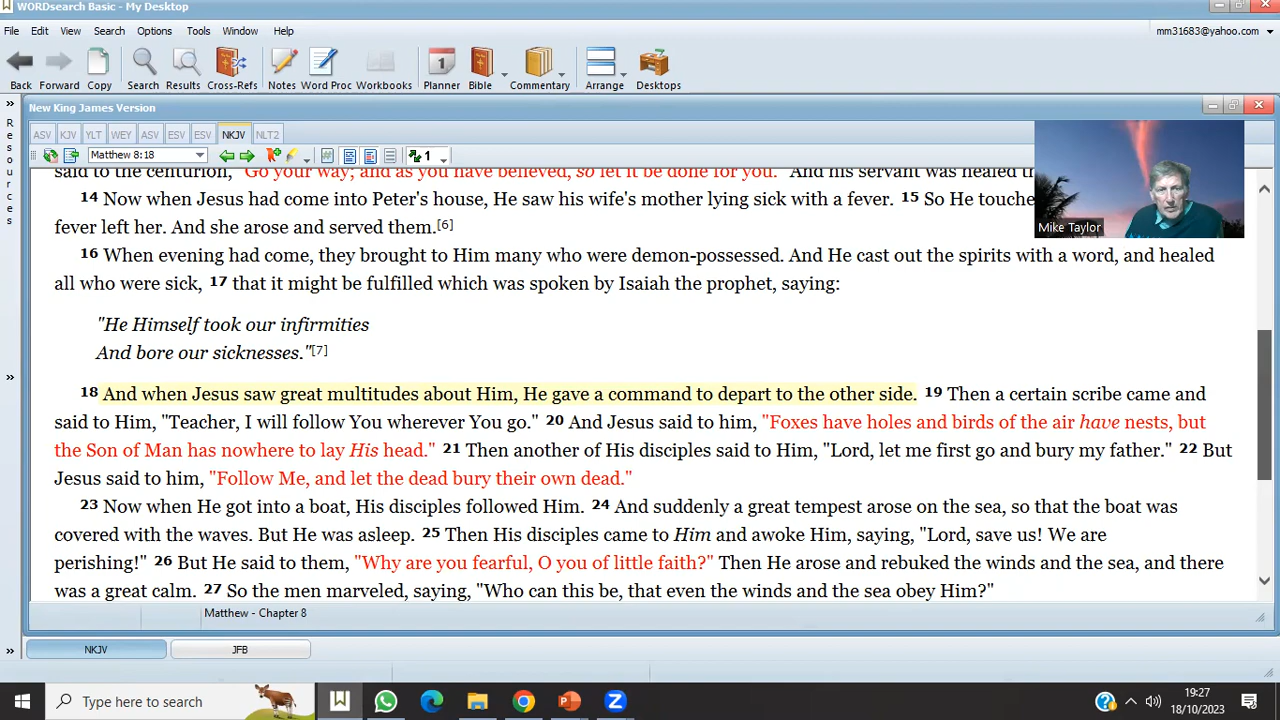 WORDsearch Basic - My Desktop
File Edit View Search Options Tools Window Help
mm31683@yahoo.com
Back Forward Copy Search Results Cross-Refs Notes Word Proc Workbooks Planner Bible Commentary Arrange Desktops
New King James Version
ASV KJV YLT WEY ASV ESV ESV NKJV NLT2
Matthew 8:18
1
Resources
said to the centurion, "Go your way; and as you have believed, so let it be done for you." And his servant was healed
14 Now when Jesus had come into Peter's house, He saw his wife's mother lying sick with a fever. 15 So He touche
fever left her. And she arose and served them.[6]
Mike Taylor
16 When evening had come, they brought to Him many who were demon-possessed. And He cast out the spirits with a word, and healed
all who were sick, 17 that it might be fulfilled which was spoken by Isaiah the prophet, saying:
"He Himself took our infirmities
And bore our sicknesses."[7]
18 And when Jesus saw great multitudes about Him, He gave a command to depart to the other side. 19 Then a certain scribe came and
said to Him, "Teacher, I will follow You wherever You go." 20 And Jesus said to him, "Foxes have holes and birds of the air have nests, but
the Son of Man has nowhere to lay His head." 21 Then another of His disciples said to Him, "Lord, let me first go and bury my father." 22 But
Jesus said to him, "Follow Me, and let the dead bury their own dead."
23 Now when He got into a boat, His disciples followed Him. 24 And suddenly a great tempest arose on the sea, so that the boat was
covered with the waves. But He was asleep. 25 Then His disciples came to Him and awoke Him, saying, "Lord, save us! We are
perishing!" 26 But He said to them, "Why are you fearful, O you of little faith?" Then He arose and rebuked the winds and the sea, and there
was a great calm. 27 So the men marveled, saying, "Who can this be, that even the winds and the sea obey Him?"
Matthew - Chapter 8
NKJV JFB
Type here to search
19:27
18/10/2023